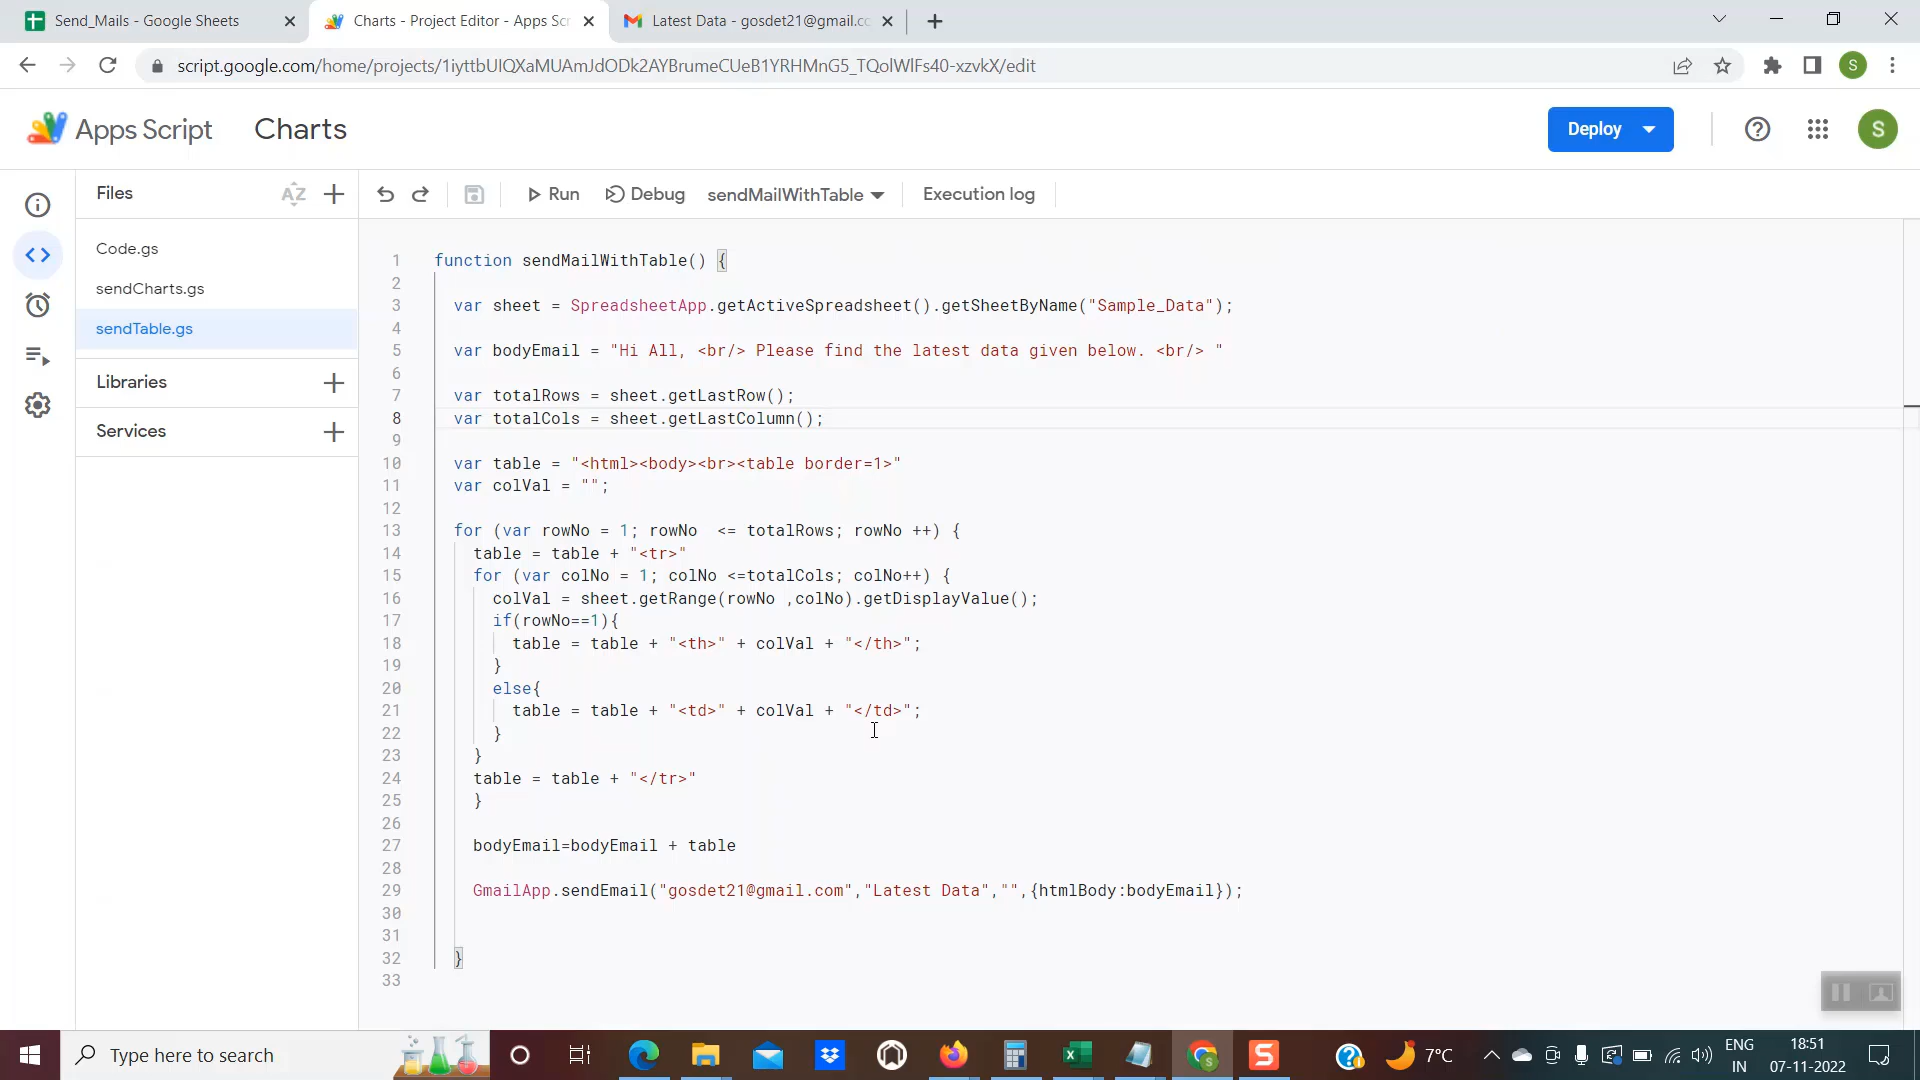 Send_Mails - Google Sheets
Charts - Project Editor - Apps Scr
Latest Data - gosdet21@gmail.co
script.google.com/home/projects/1iyttbUIQXaMUAmJdODk2AYBrumeCUeB1YRHMnG5_TQolWlFs40-xzvkX/edit
S
Apps Script
Charts
Deploy
S
Files
AZ
Run
Debug
sendMailWithTable
Execution log
Code.gs
sendCharts.gs
sendTable.gs
Libraries
Services
1 function sendMailWithTable() {
2
3 var sheet = SpreadsheetApp.getActiveSpreadsheet().getSheetByName("Sample_Data");
4
5 var bodyEmail = "Hi All, <br/> Please find the latest data given below. <br/> "
6
7 var totalRows = sheet.getLastRow();
8 var totalCols = sheet.getLastColumn();
9
10 var table = "<html><body><br><table border=1>"
11 var colVal = "";
12
13 for (var rowNo = 1; rowNo  <= totalRows; rowNo ++) {
14 table = table + "<tr>"
15 for (var colNo = 1; colNo <=totalCols; colNo++) {
16 colVal = sheet.getRange(rowNo ,colNo).getDisplayValue();
17 if(rowNo==1){
18 table = table + "<th>" + colVal + "</th>";
19 }
20 else{
21 table = table + "<td>" + colVal + "</td>";
22 }
23 }
24 table = table + "</tr>"
25 }
26
27 bodyEmail=bodyEmail + table
28
29 GmailApp.sendEmail("gosdet21@gmail.com","Latest Data","",{htmlBody:bodyEmail});
30
31
32 }
33
Type here to search
S
7°C
ENG
IN
18:51
07-11-2022